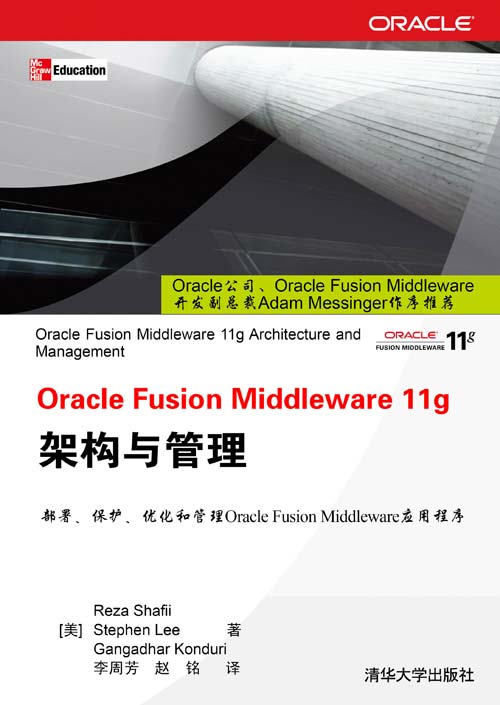 ORACLE
Mc
Graw
Hill
Education
Oracle公司、Oracle Fusion Middleware
开发副总裁Adam Messinger作序推荐
Oracle Fusion Middleware 11g Architecture and
Management
ORACLE
FUSION MIDDLEWARE 11g
Oracle Fusion Middleware 11g
架构与管理
部署、保护、优化和管理Oracle Fusion Middleware应用程序
Reza Shafii
[美] Stephen Lee 著
Gangadhar Konduri
李周芳 赵 铭 译
清华大学出版社